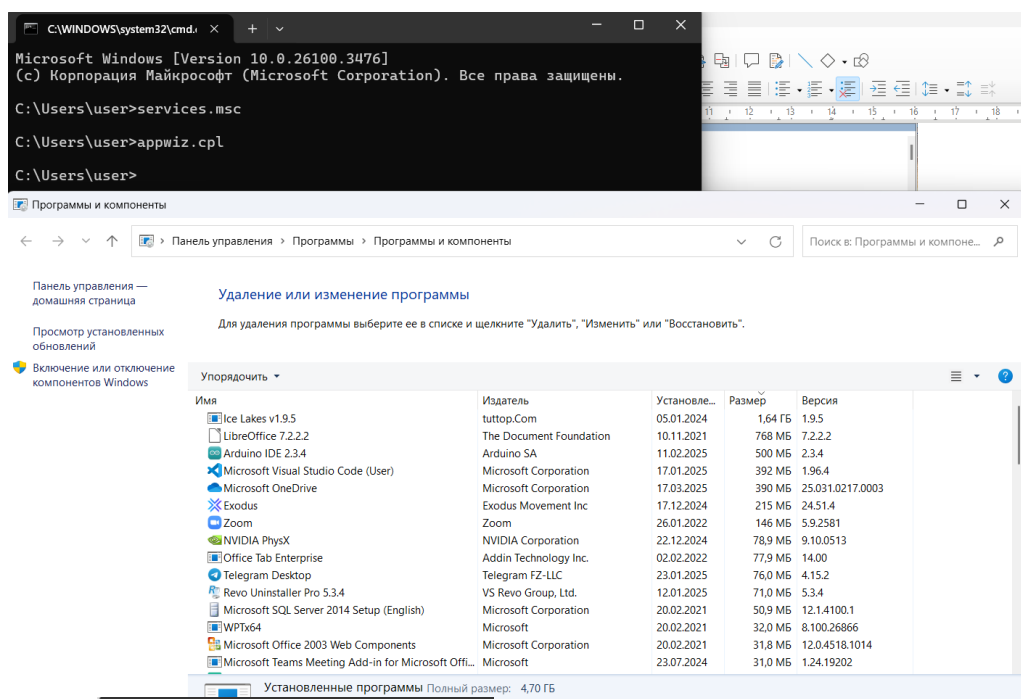 C:\WINDOWS\system32\cmd.
Microsoft Windows [Version 10.0.26100.3476]
(c) Корпорация Майкрософт (Microsoft Corporation). Все права защищены.
C:\Users\user>services.msc
C:\Users\user>appwiz.cpl
C:\Users\user>
11 12 13 14 15 16 17 18
Программы и компоненты
Панель управления > Программы > Программы и компоненты
Поиск в: Программы и компоне...
Панель управления —
домашняя страница
Просмотр установленных
обновлений
Включение или отключение
компонентов Windows
Удаление или изменение программы
Для удаления программы выберите ее в списке и щелкните "Удалить", "Изменить" или "Восстановить".
Упорядочить
Имя Издатель Установле... Размер Версия
Ice Lakes v1.9.5 tuttop.Com 05.01.2024 1,64 ГБ 1.9.5
LibreOffice 7.2.2.2 The Document Foundation 10.11.2021 768 МБ 7.2.2.2
Arduino IDE 2.3.4 Arduino SA 11.02.2025 500 МБ 2.3.4
Microsoft Visual Studio Code (User) Microsoft Corporation 17.01.2025 392 МБ 1.96.4
Microsoft OneDrive Microsoft Corporation 17.03.2025 390 МБ 25.031.0217.0003
Exodus Exodus Movement Inc 17.12.2024 215 МБ 24.51.4
Zoom Zoom 26.01.2022 146 МБ 5.9.2581
NVIDIA PhysX NVIDIA Corporation 22.12.2024 78,9 МБ 9.10.0513
Office Tab Enterprise Addin Technology Inc. 02.02.2022 77,9 МБ 14.00
Telegram Desktop Telegram FZ-LLC 23.01.2025 76,0 МБ 4.15.2
Revo Uninstaller Pro 5.3.4 VS Revo Group, Ltd. 12.01.2025 71,0 МБ 5.3.4
Microsoft SQL Server 2014 Setup (English) Microsoft Corporation 20.02.2021 50,9 МБ 12.1.4100.1
WPTx64 Microsoft 20.02.2021 32,0 МБ 8.100.26866
Microsoft Office 2003 Web Components Microsoft Corporation 20.02.2021 31,8 МБ 12.0.4518.1014
Microsoft Teams Meeting Add-in for Microsoft Offi... Microsoft 23.07.2024 31,0 МБ 1.24.19202
Установленные программы Полный размер: 4,70 ГБ